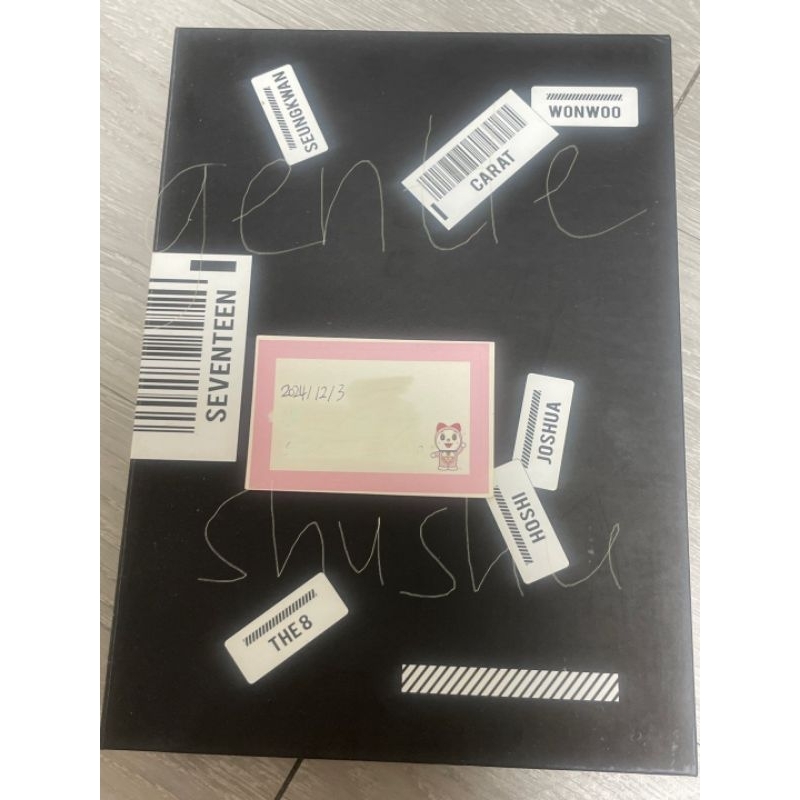 SEUNGKWAN
WONWOO
CARAT
gentle
SEVENTEEN
2024/12/3
JOSHUA
HOSHI
shushu
THE 8